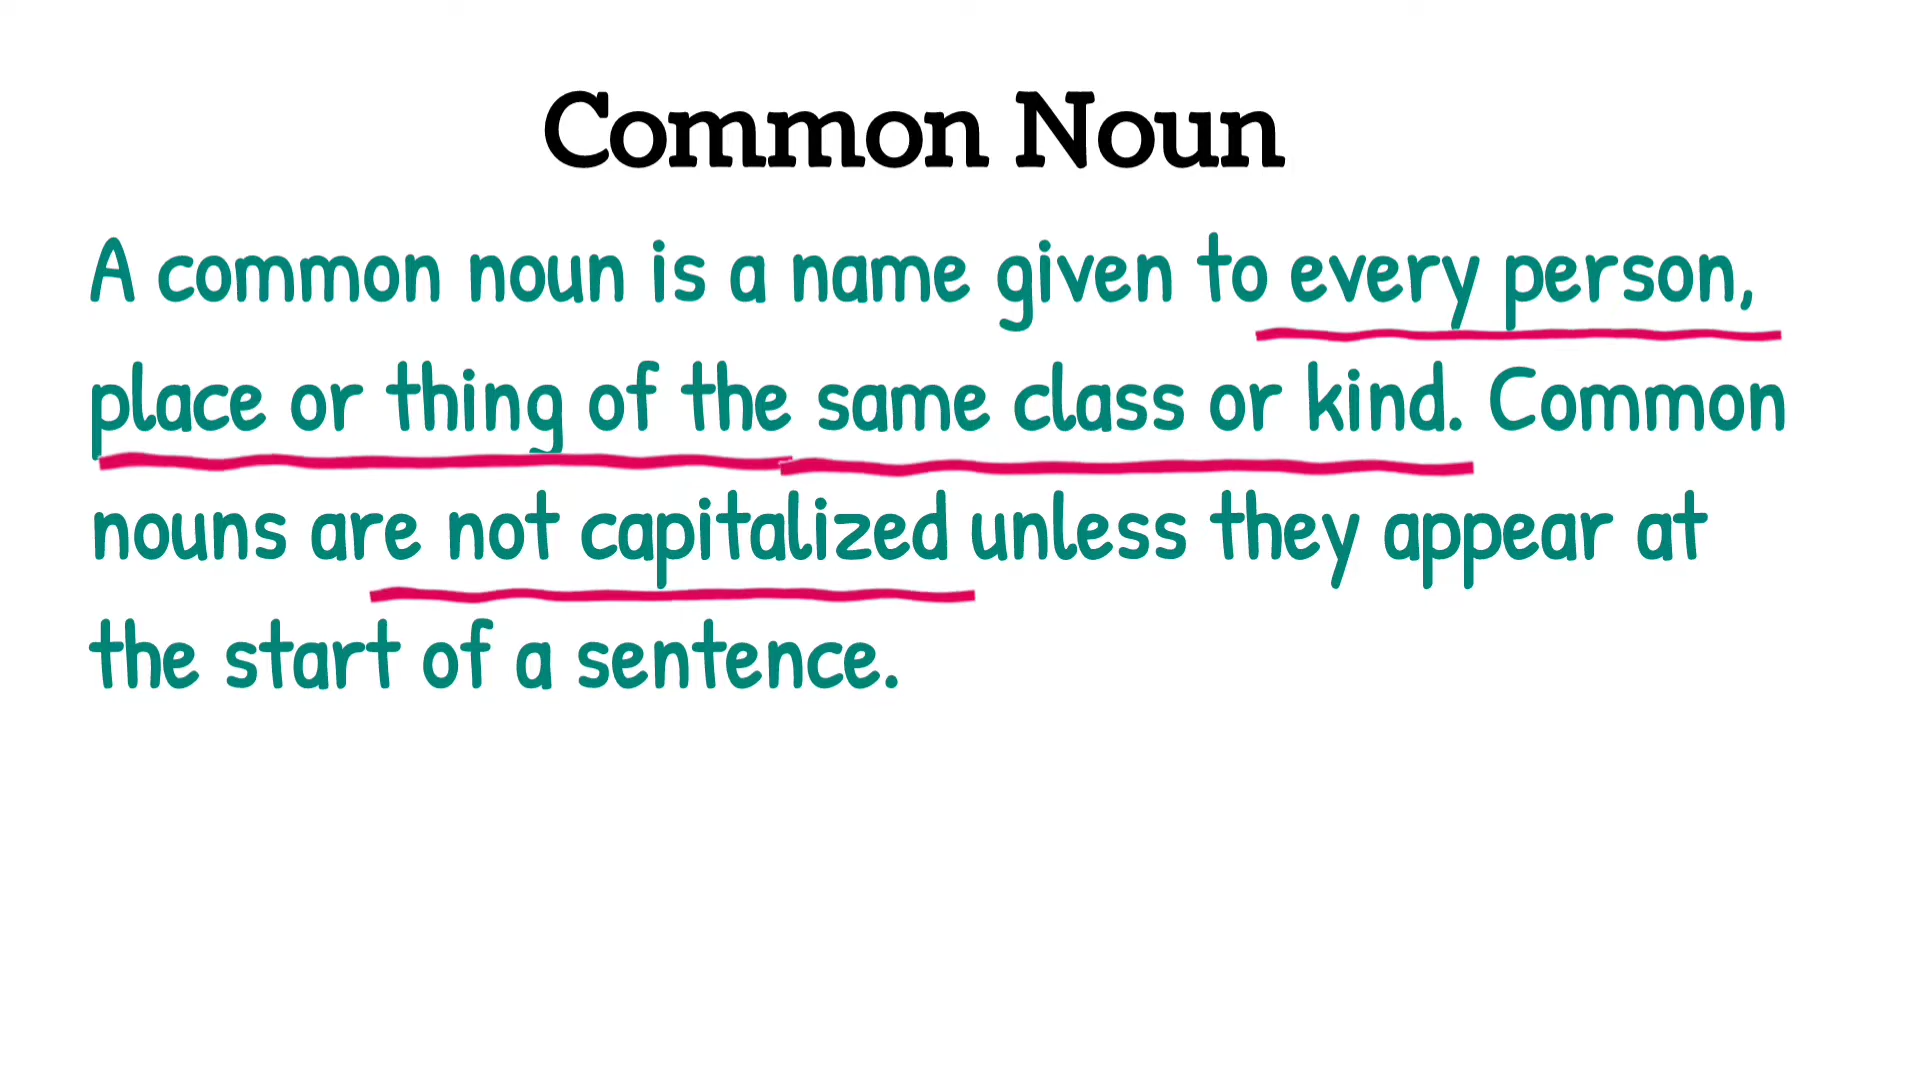 Common Noun
A common noun is a name given to every person,
place or thing of the same class or kind. Common
nouns are not capitalized unless they appear at
the start of a sentence.